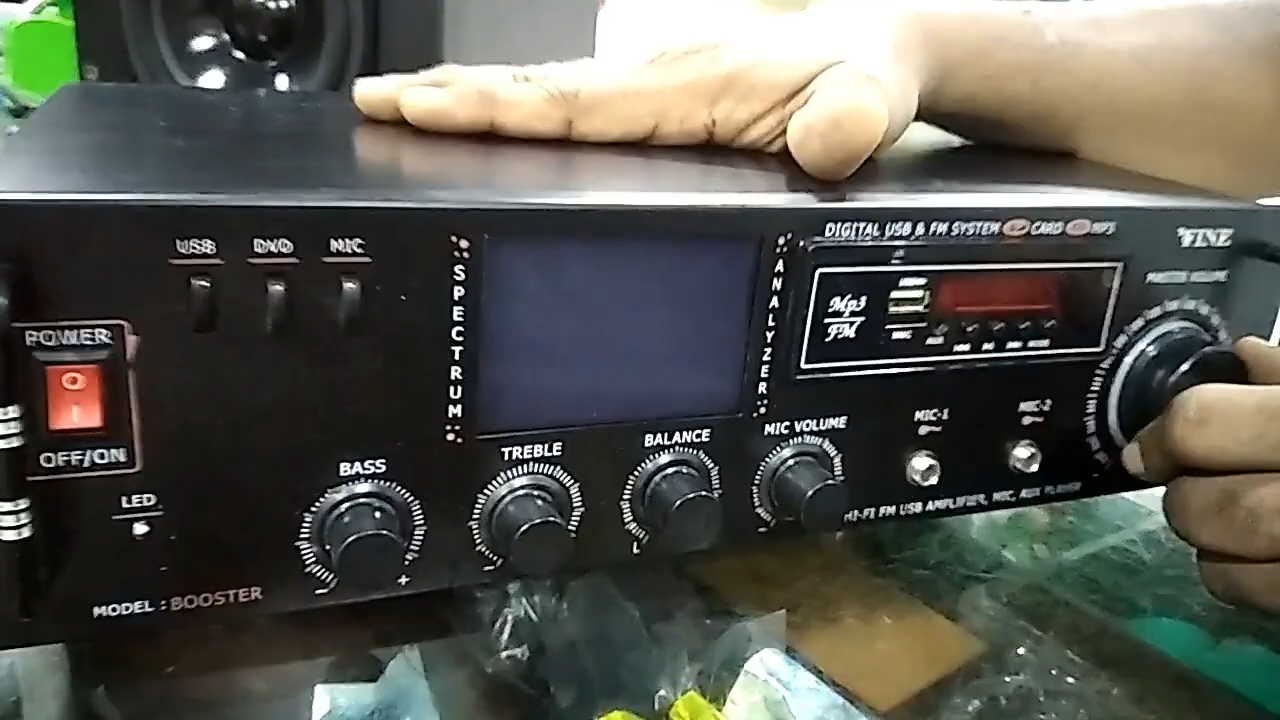 USB DVD MIC
POWER
OFF/ON
LED
MODEL : BOOSTER
BASS
- +
TREBLE
-
BALANCE
L
MIC VOLUME
-
SPECTRUM
ANALYZER
DIGITAL USB & FM SYSTEM CARD MP3
Mp3
FM
FINE
MASTER VOLUME
MIC-1
MIC-2
HI-FI FM USB AMPLIFIER, MIC, AUX PLAYER